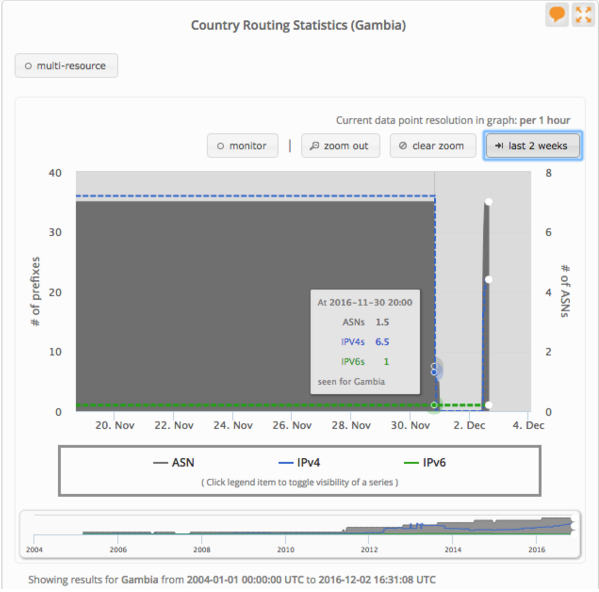 Country Routing Statistics (Gambia)
multi-resource
Current data point resolution in graph: per 1 hour
monitor | zoom out clear zoom last 2 weeks
40 8
30 6
20 4
10 2
0 0
# of prefixes
# of ASNs
At 2016-11-30 20:00
ASNs 1.5
IPV4s 6.5
IPV6s 1
seen for Gambia
20. Nov 22. Nov 24. Nov 26. Nov 28. Nov 30. Nov 2. Dec 4. Dec
ASN IPv4 IPv6
( Click legend item to toggle visibility of a series )
2004 2006 2008 2010 2012 2014 2016
Showing results for Gambia from 2004-01-01 00:00:00 UTC to 2016-12-02 16:31:08 UTC